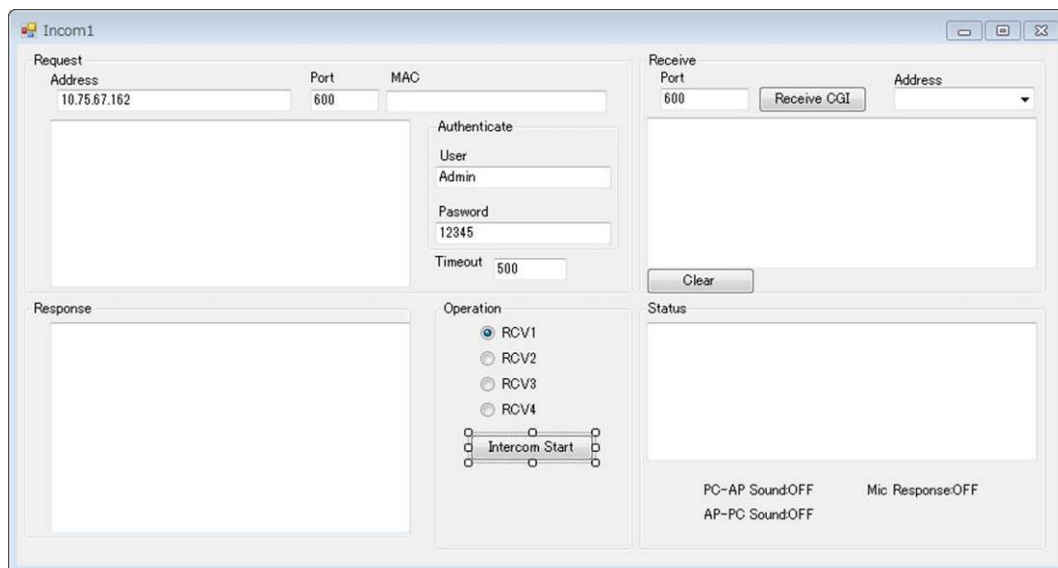 Incom1
Request
Address
Port
MAC
10.75.67.162
600
Authenticate
User
Admin
Pasword
12345
Timeout
500
Receive
Port
Address
600
Receive CGI
Clear
Response
Operation
RCV1
RCV2
RCV3
RCV4
Intercom Start
Status
PC-AP Sound:OFF
Mic Response:OFF
AP-PC Sound:OFF